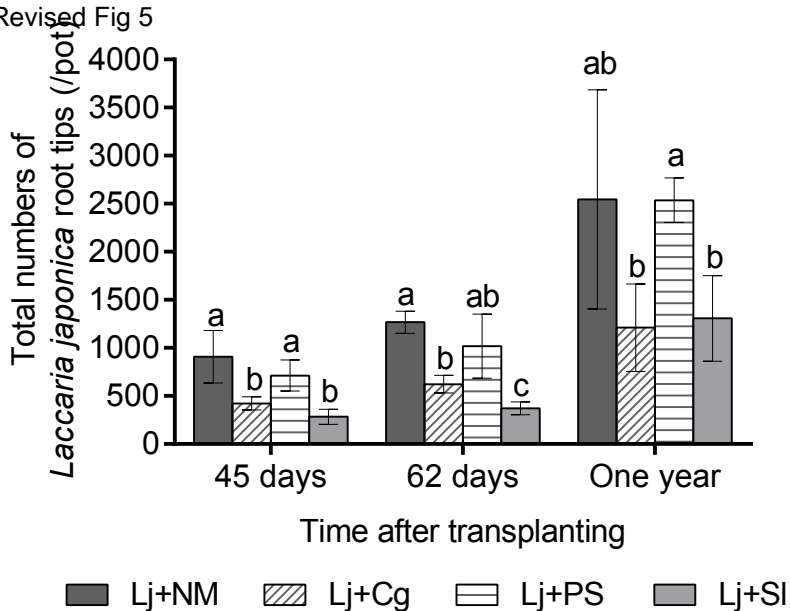 Revised Fig 5
Total numbers of
Laccaria japonica root tips (/pot)
4000
3500
3000
2500
2000
1500
1000
500
0
a
b
a
b
a
b
ab
c
ab
b
a
b
45 days
62 days
One year
Time after transplanting
Lj+NM
Lj+Cg
Lj+PS
Lj+SI